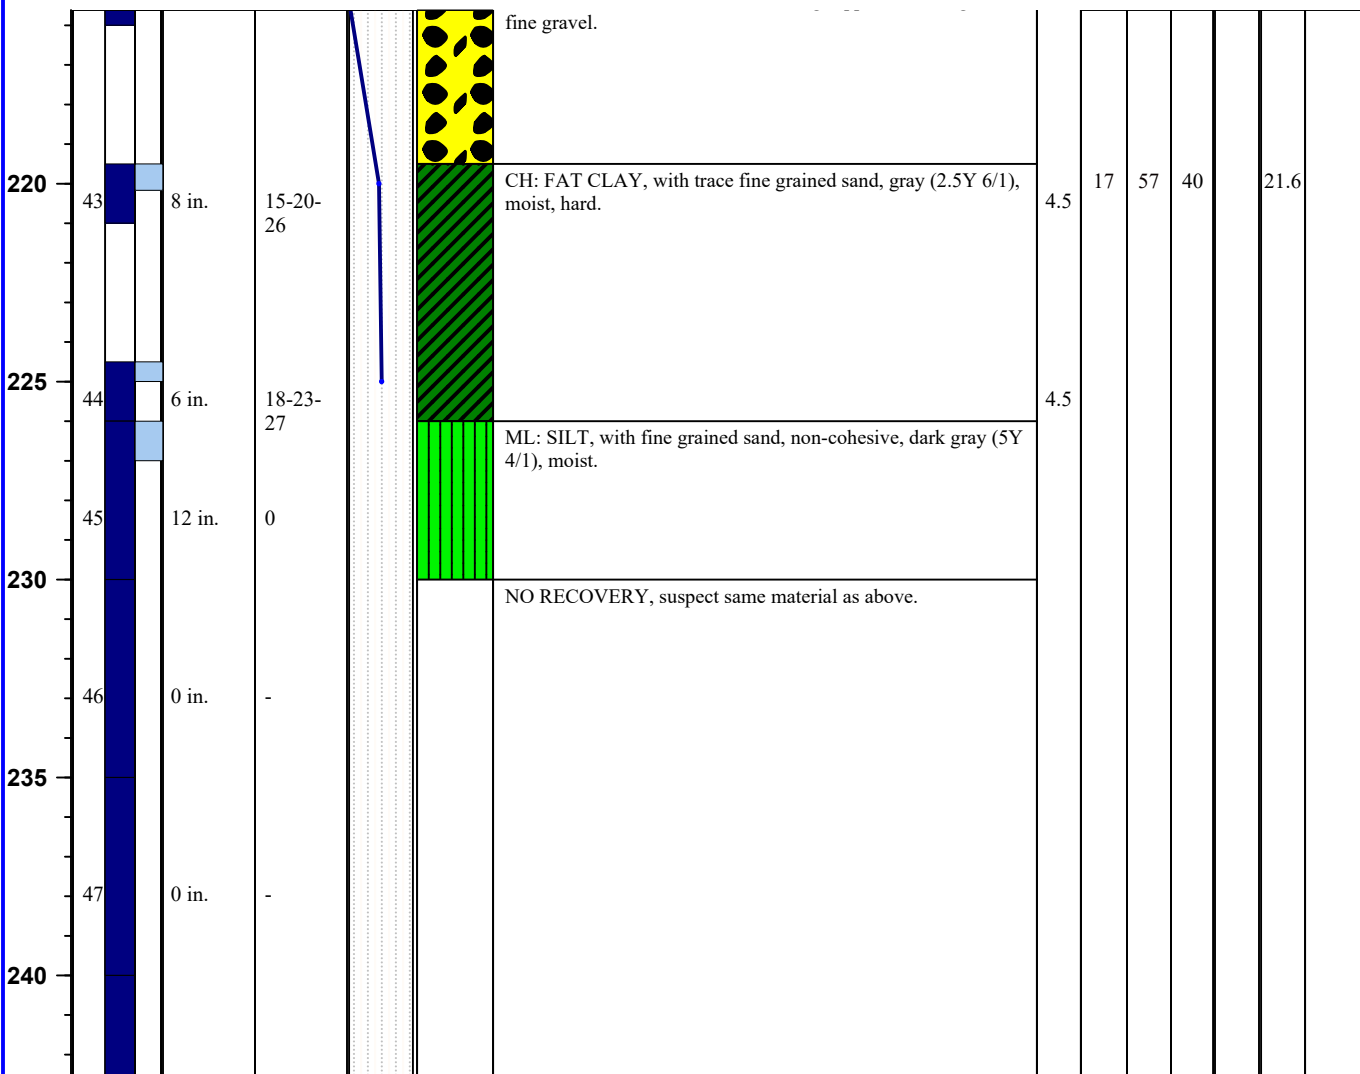 fine gravel.
220
43
8 in.
15-20-
26
CH: FAT CLAY, with trace fine grained sand, gray (2.5Y 6/1),
moist, hard.
4.5
17
57
40
21.6
225
44
6 in.
18-23-
27
4.5
ML: SILT, with fine grained sand, non-cohesive, dark gray (5Y
4/1), moist.
45
12 in.
0
230
NO RECOVERY, suspect same material as above.
46
0 in.
-
235
47
0 in.
-
240